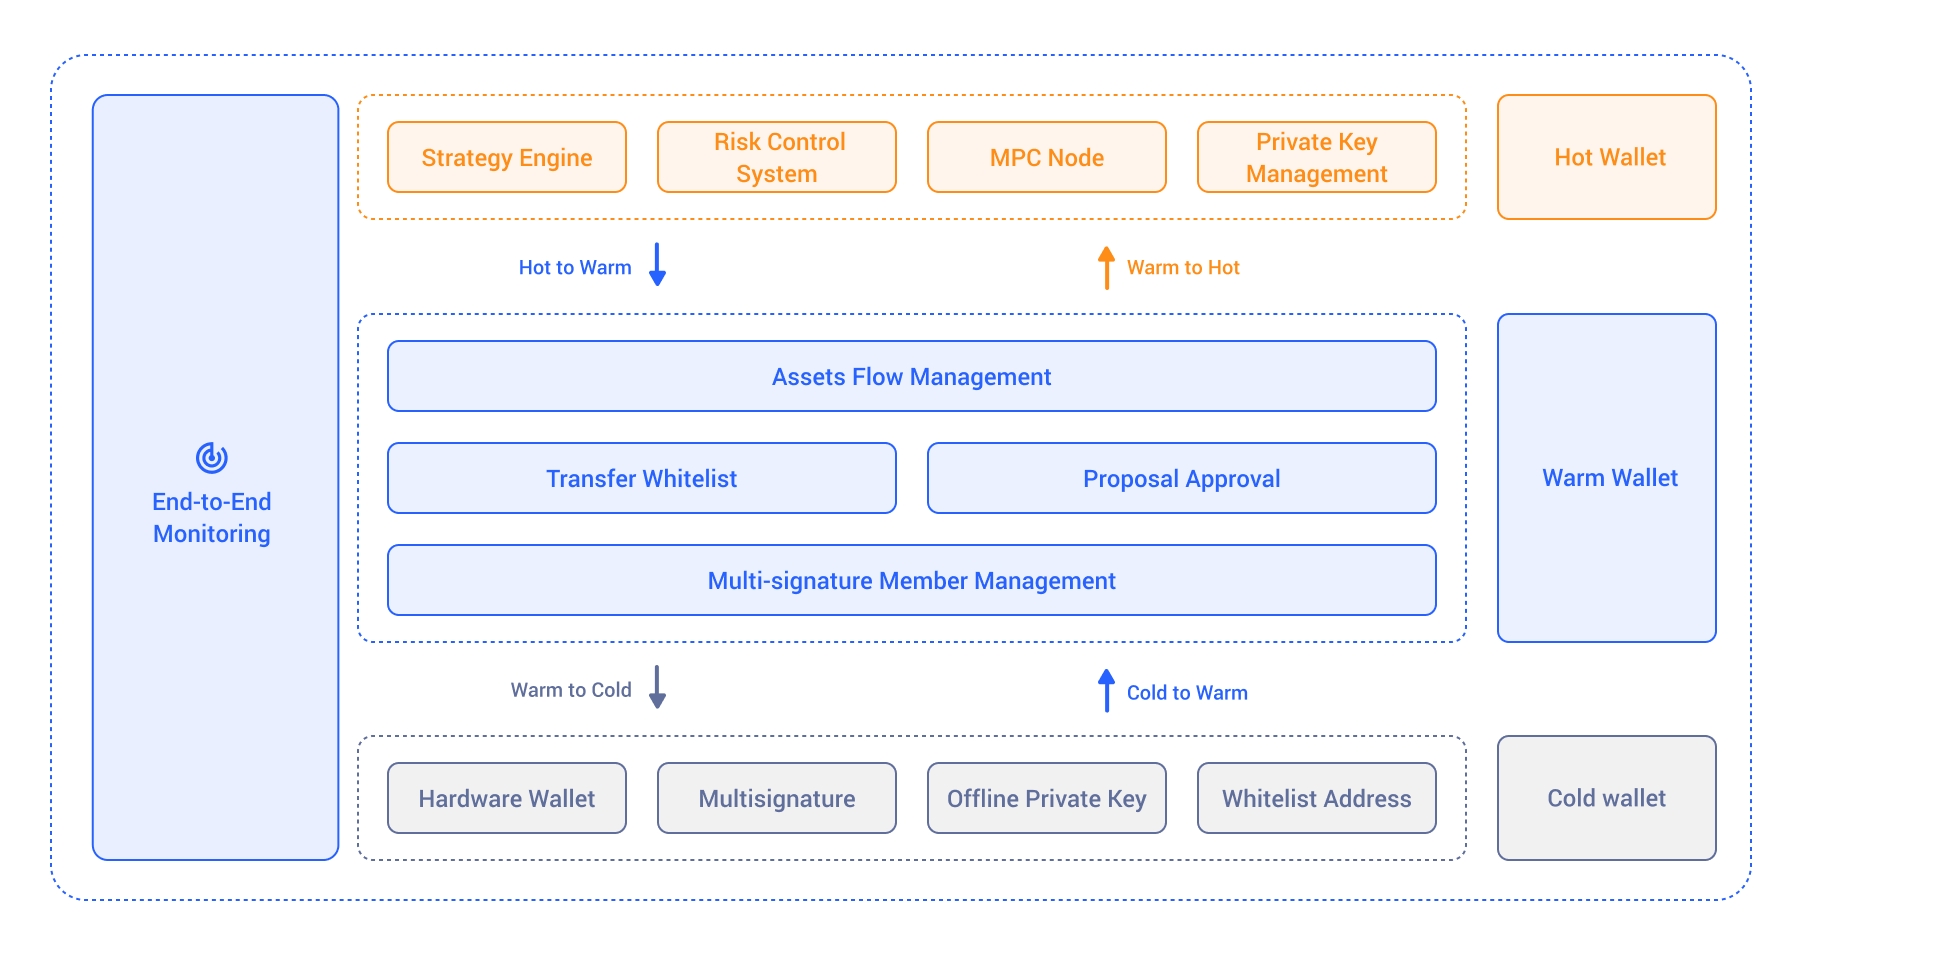 End-to-End
Monitoring
Strategy Engine
Risk Control
System
MPC Node
Private Key
Management
Hot Wallet
Hot to Warm
Warm to Hot
Assets Flow Management
Transfer Whitelist
Proposal Approval
Multi-signature Member Management
Warm Wallet
Warm to Cold
Cold to Warm
Hardware Wallet
Multisignature
Offline Private Key
Whitelist Address
Cold wallet